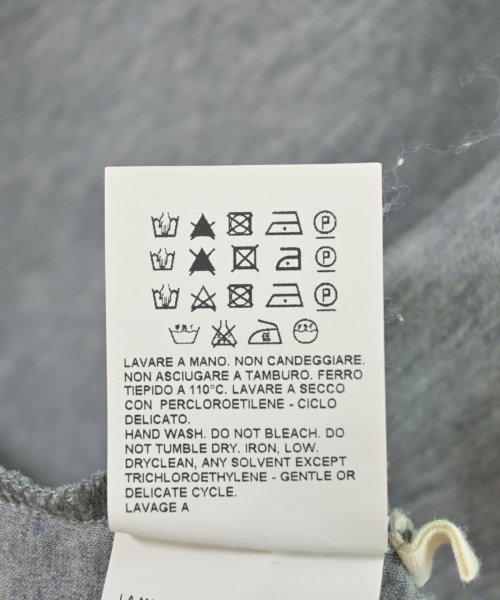 P
P
P
LAVARE A MANO. NON CANDEGGIARE.
NON ASCIUGARE A TAMBURO. FERRO
TIEPIDO A 110°C. LAVARE A SECCO
CON PERCLOROETILENE - CICLO
DELICATO.
HAND WASH. DO NOT BLEACH. DO
NOT TUMBLE DRY. IRON, LOW.
DRYCLEAN, ANY SOLVENT EXCEPT
TRICHLOROETHYLENE - GENTLE OR
DELICATE CYCLE.
LAVAGE A